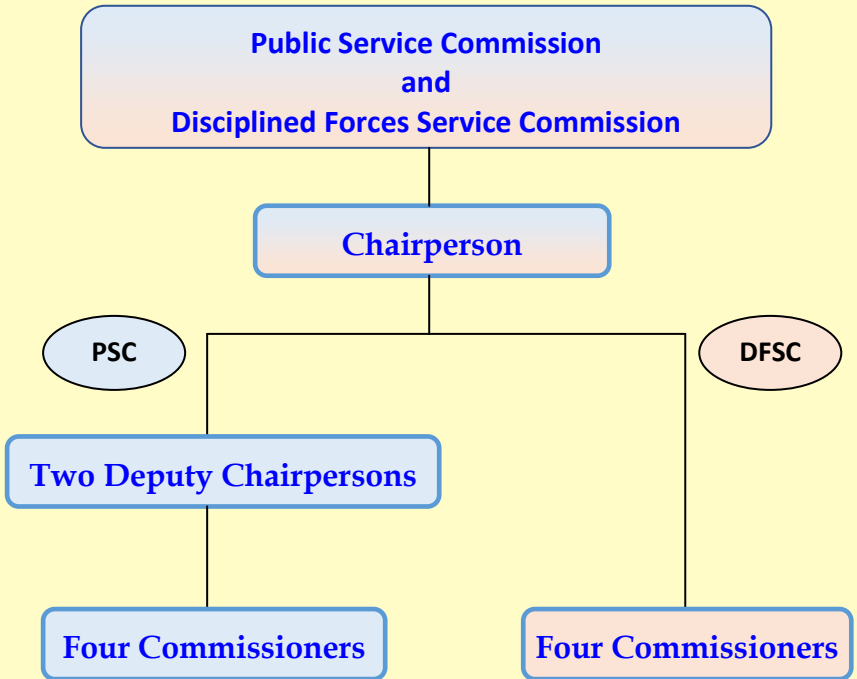 Public Service Commission
and
Disciplined Forces Service Commission
Chairperson
PSC
DFSC
Two Deputy Chairpersons
Four Commissioners
Four Commissioners